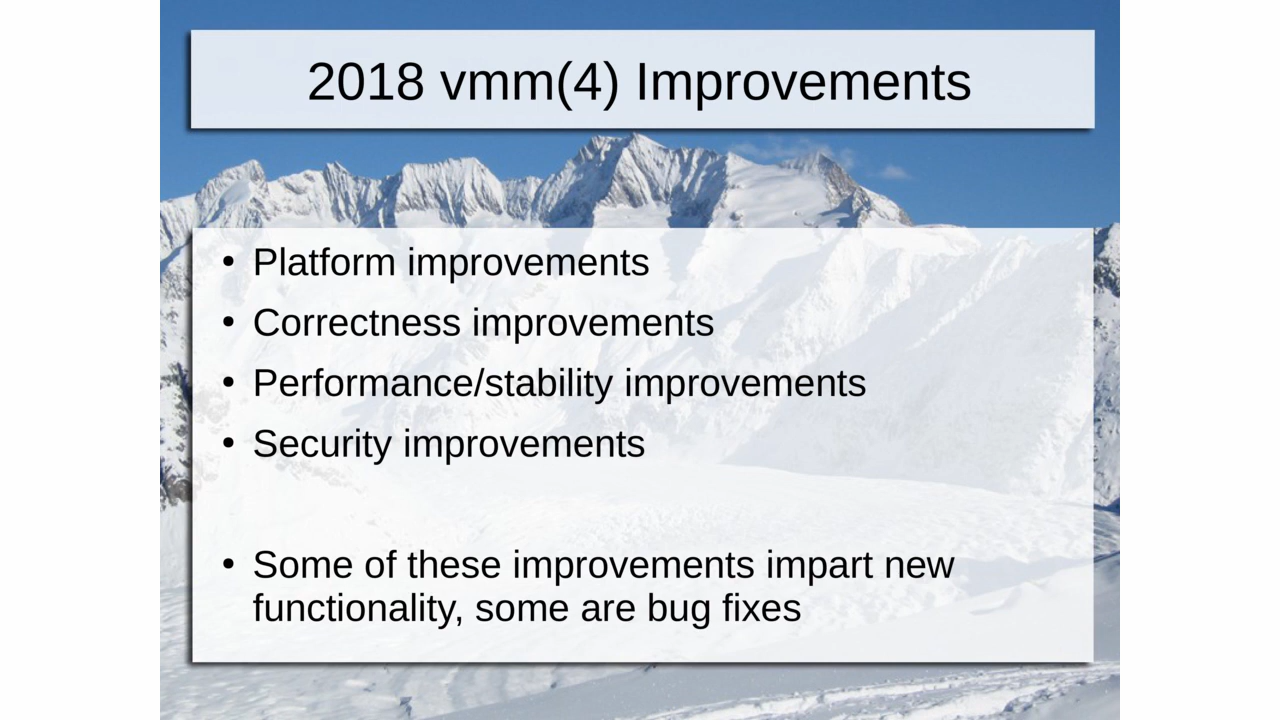 2018 vmm(4) Improvements
• Platform improvements
• Correctness improvements
• Performance/stability improvements
• Security improvements
• Some of these improvements impart new
functionality, some are bug fixes